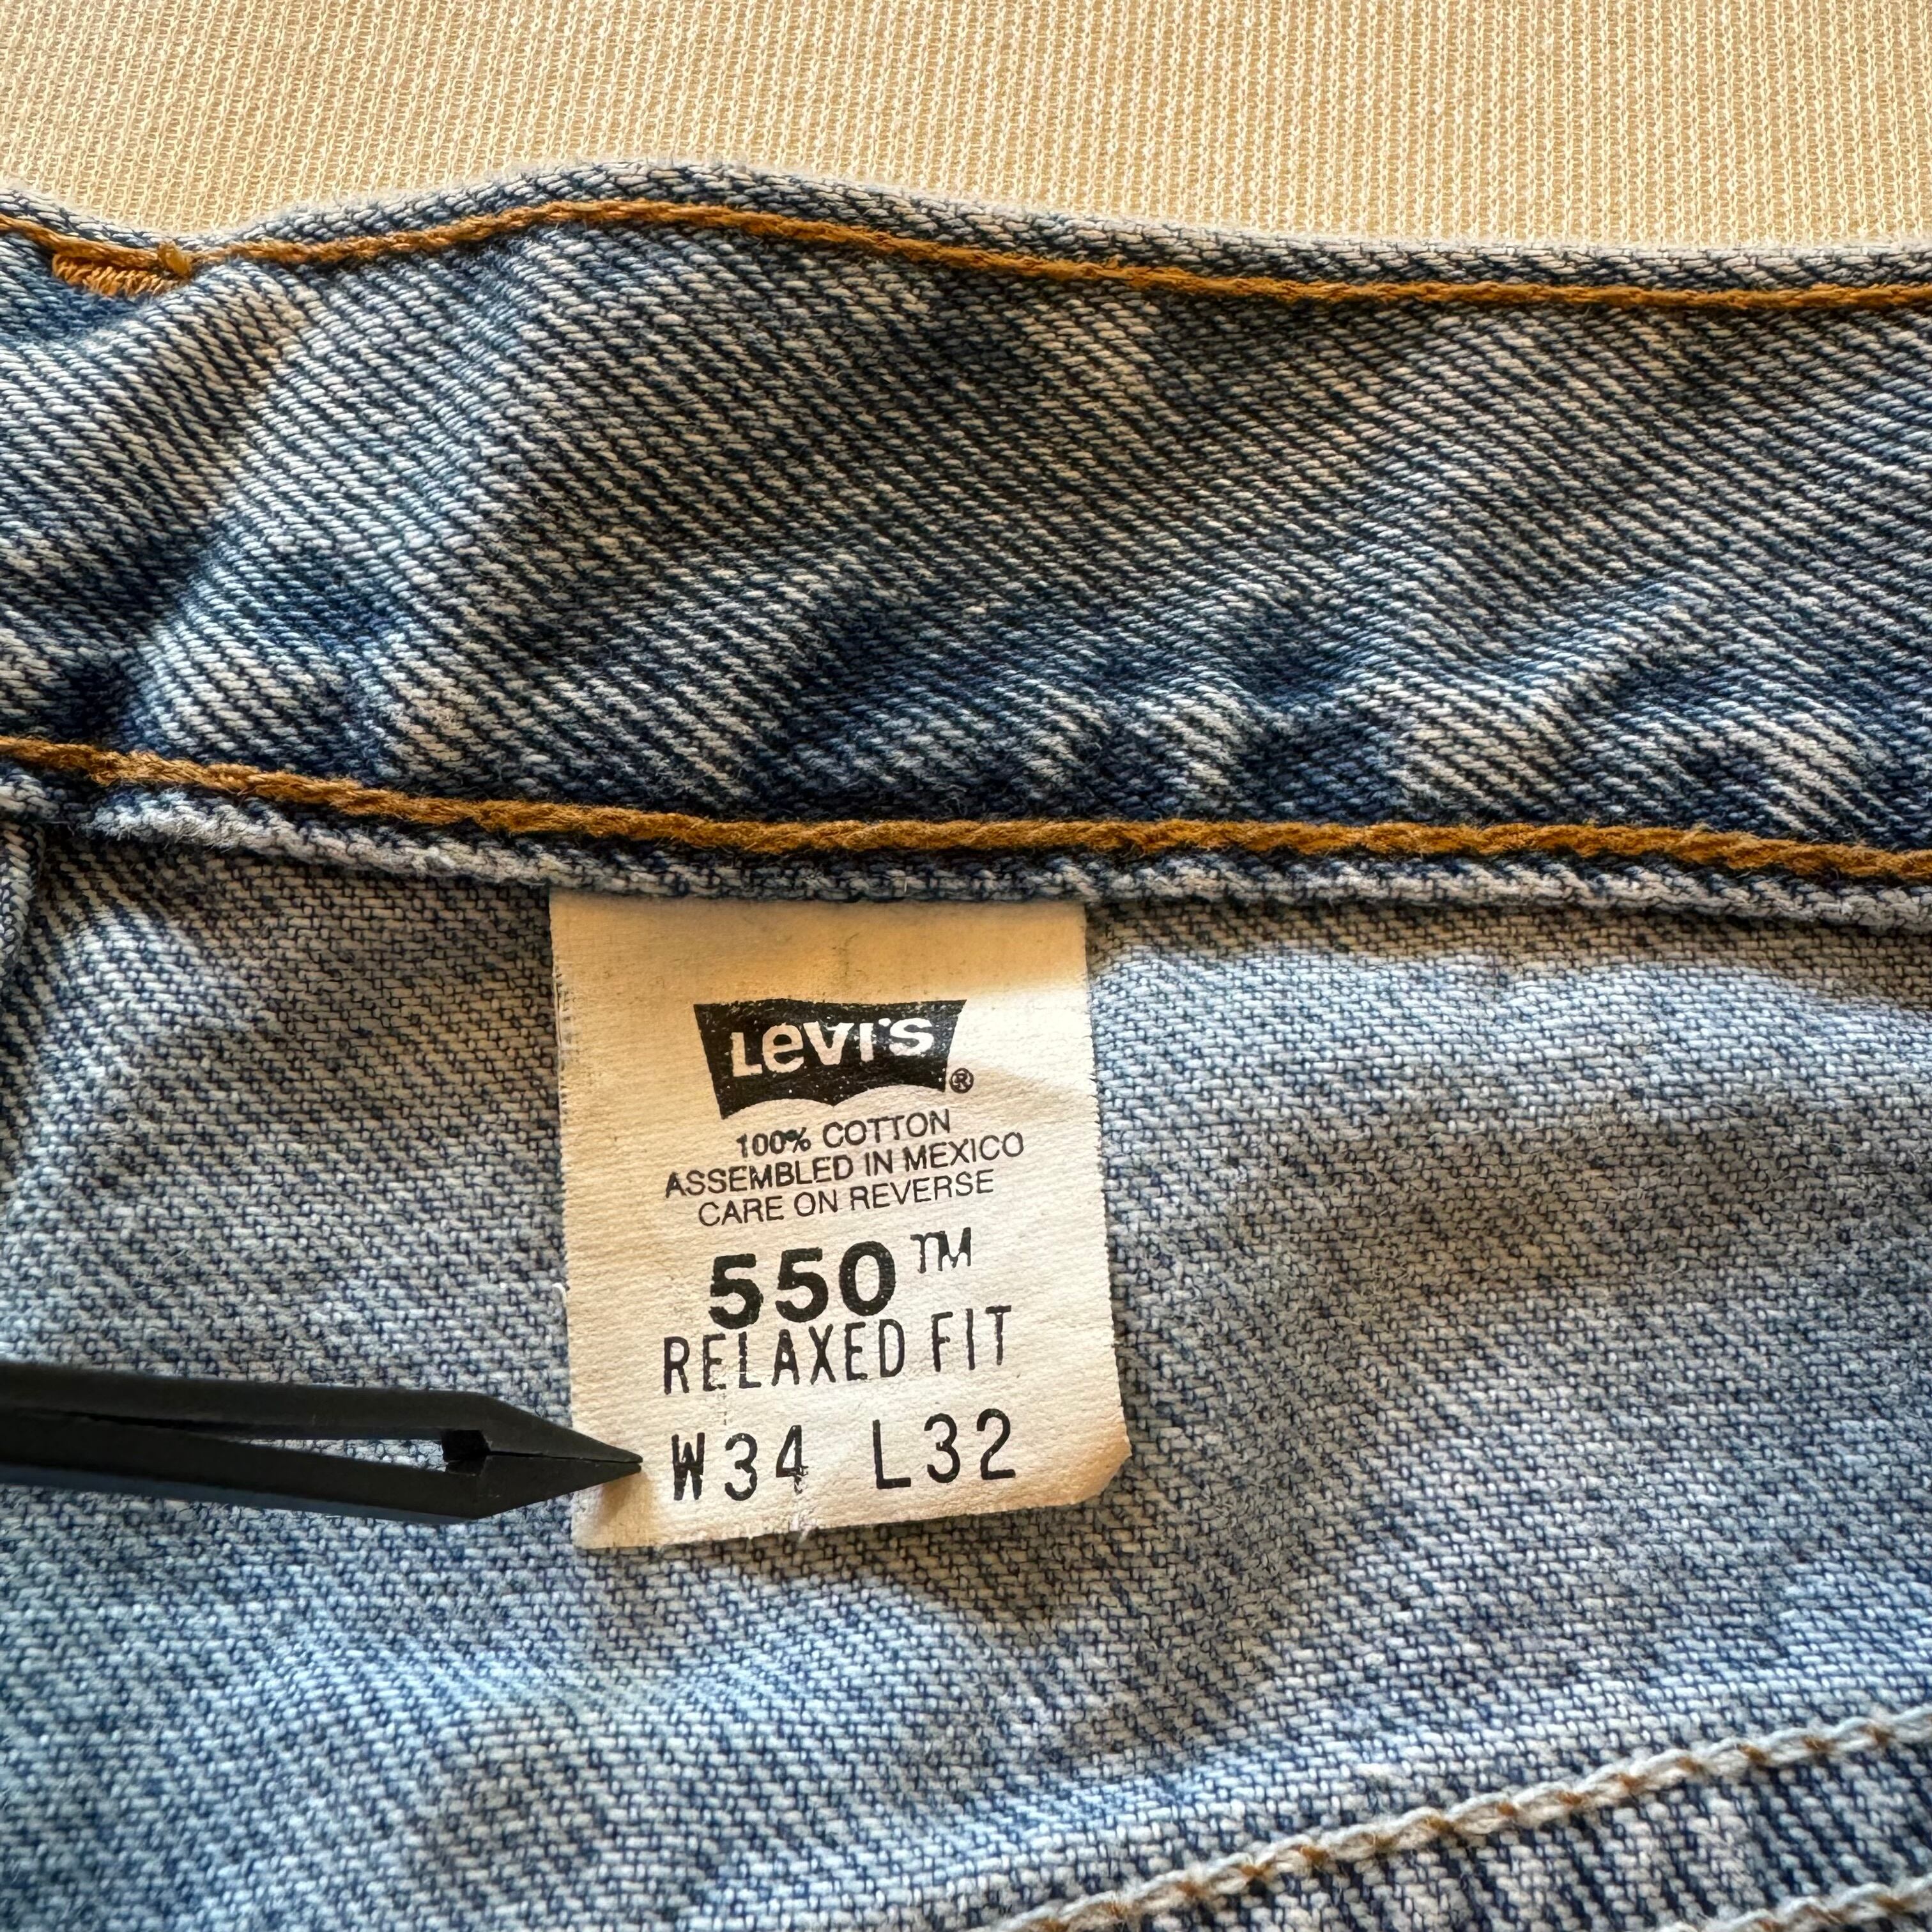 Levi's®
100% COTTON
ASSEMBLED IN MEXICO
CARE ON REVERSE
550™
RELAXED FIT
W34 L32